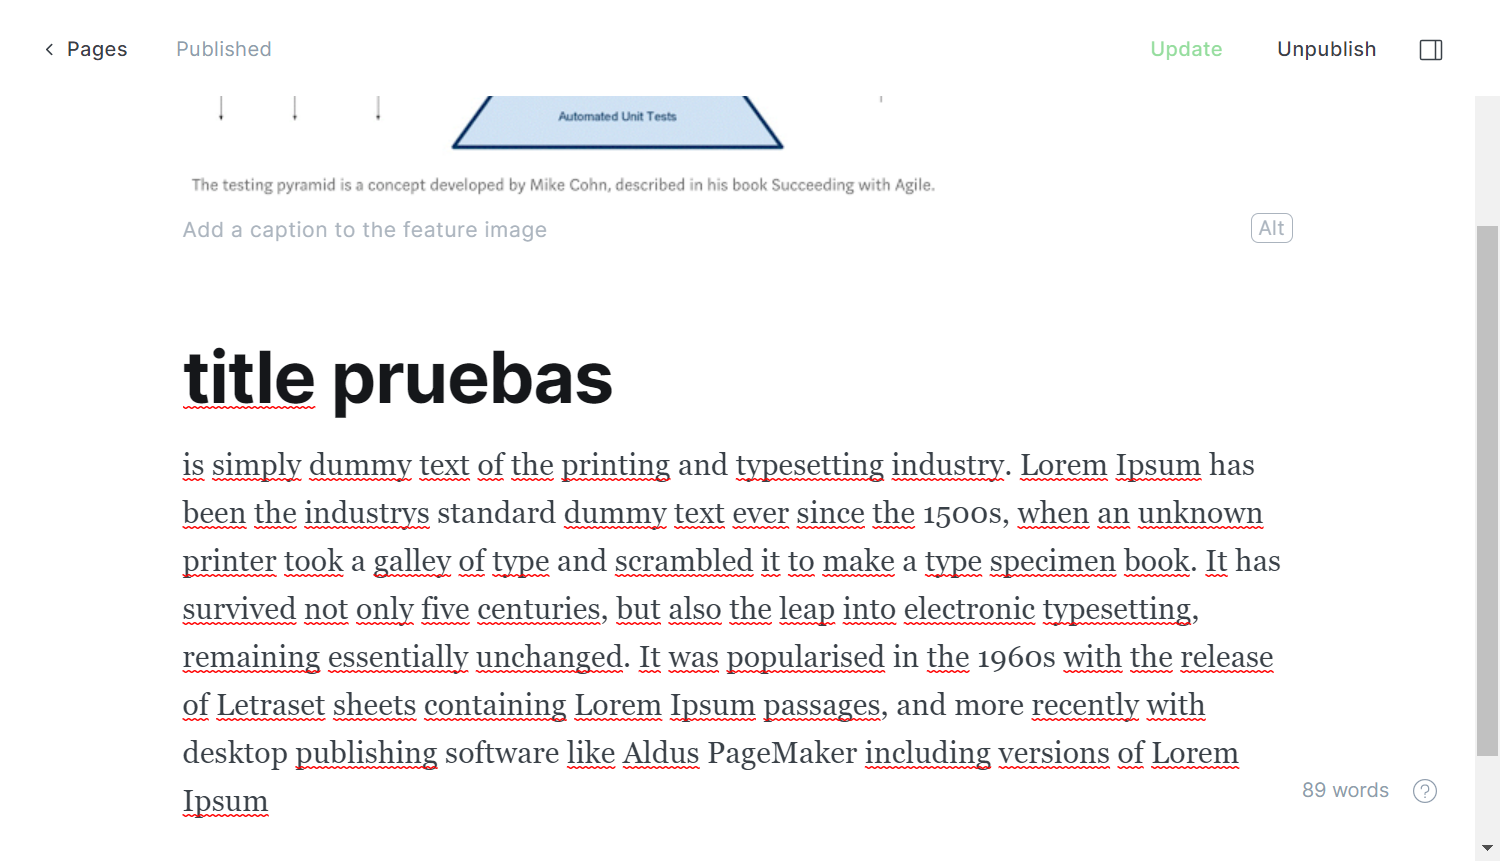 Pages Published Update Unpublish
Automated Unit Tests
The testing pyramid is a concept developed by Mike Cohn, described in his book Succeeding with Agile.
Add a caption to the feature image Alt
title pruebas
is simply dummy text of the printing and typesetting industry. Lorem Ipsum has
been the industrys standard dummy text ever since the 1500s, when an unknown
printer took a galley of type and scrambled it to make a type specimen book. It has
survived not only five centuries, but also the leap into electronic typesetting,
remaining essentially unchanged. It was popularised in the 1960s with the release
of Letraset sheets containing Lorem Ipsum passages, and more recently with
desktop publishing software like Aldus PageMaker including versions of Lorem
Ipsum
89 words ?